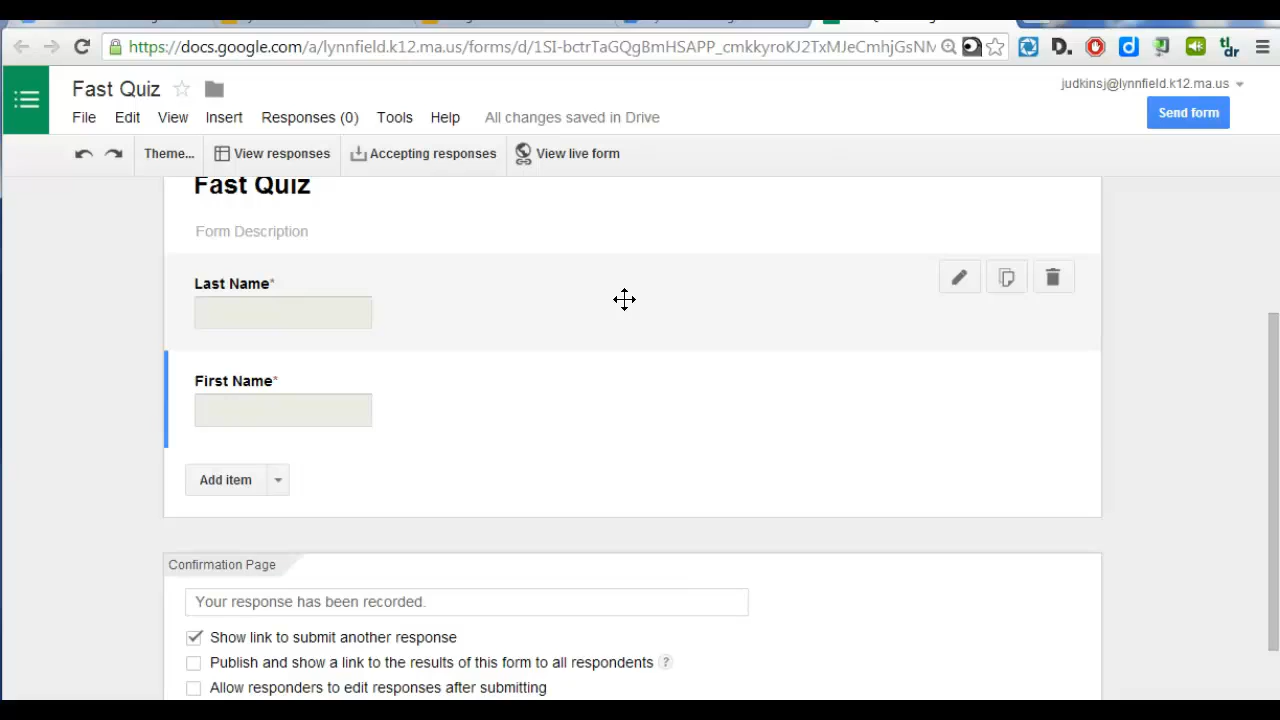 https://docs.google.com/a/lynnfield.k12.ma.us/forms/d/1SI-bctrTaGQgBmHSAPP_cmkkyroKJ2TxMJeCmhjGsNM
Fast Quiz
judkinsj@lynnfield.k12.ma.us
File Edit View Insert Responses (0) Tools Help All changes saved in Drive
Send form
Theme... View responses Accepting responses View live form
Fast Quiz
Form Description
Last Name*
First Name*
Add item
Confirmation Page
Your response has been recorded.
Show link to submit another response
Publish and show a link to the results of this form to all respondents ?
Allow responders to edit responses after submitting